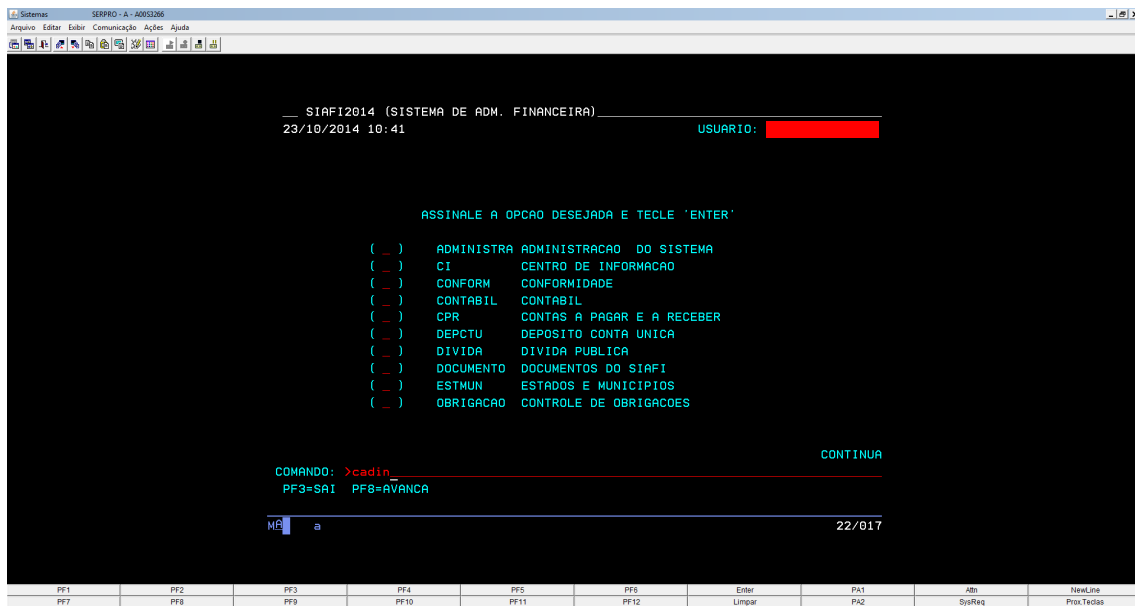 Sistemas SERPRO - A - A0053266
Arquivo Editar Exibir Comunicação Ações Ajuda
__ SIAFI2014 (SISTEMA DE ADM. FINANCEIRA)
23/10/2014 10:41 USUARIO:
ASSINALE A OPCAO DESEJADA E TECLE 'ENTER'
( _ ) ADMINISTRA ADMINISTRACAO DO SISTEMA
( _ ) CI CENTRO DE INFORMACAO
( _ ) CONFORM CONFORMIDADE
( _ ) CONTABIL CONTABIL
( _ ) CPR CONTAS A PAGAR E A RECEBER
( _ ) DEPCTU DEPOSITO CONTA UNICA
( _ ) DIVIDA DIVIDA PUBLICA
( _ ) DOCUMENTO DOCUMENTOS DO SIAFI
( _ ) ESTMUN ESTADOS E MUNICIPIOS
( _ ) OBRIGACAO CONTROLE DE OBRIGACOES
CONTINUA
COMANDO: >cadin_
PF3=SAI PF8=AVANCA
MA a 22/017
PF1 PF2 PF3 PF4 PF5 PF6 Enter PA1 Attn NewLine
PF7 PF8 PF9 PF10 PF11 PF12 Limpar PA2 SysReq Prox.Teclas